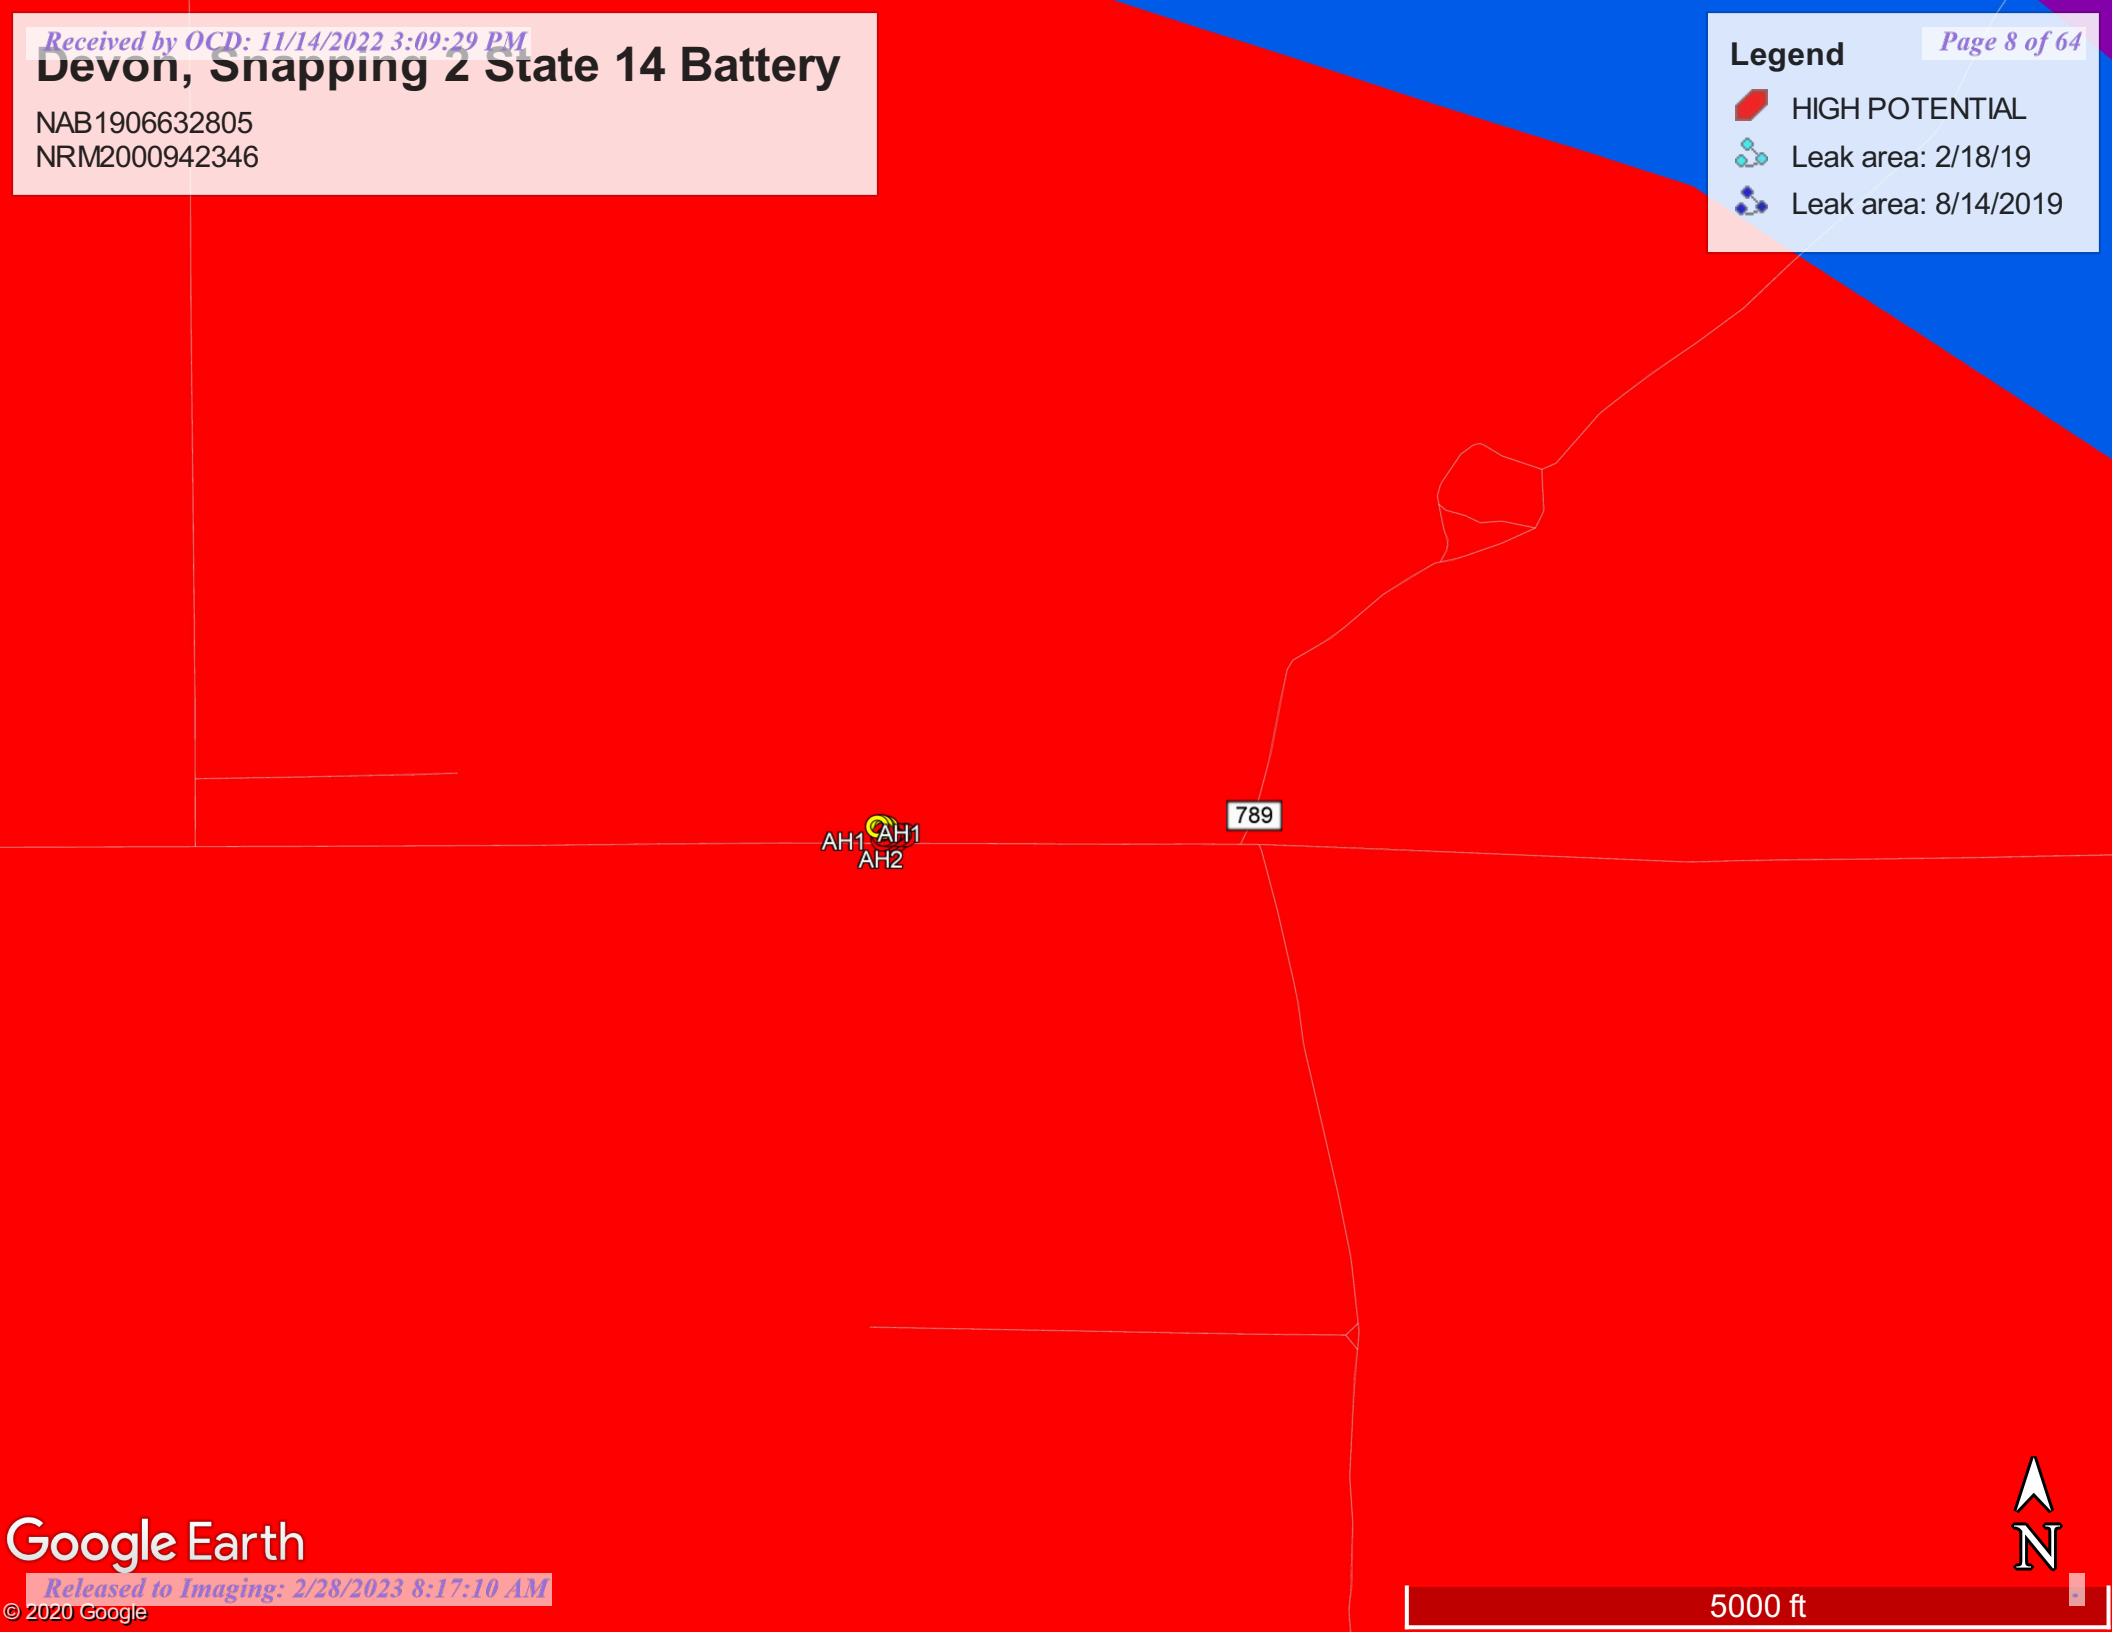 Received by OCD: 11/14/2022 3:09:29 PM
Page 8 of 64
Devon, Snapping 2 State 14 Battery
NAB1906632805
NRM2000942346
Legend
HIGH POTENTIAL
Leak area: 2/18/19
Leak area: 8/14/2019
789
AH1
AH1
AH2
N
Google Earth
Released to Imaging: 2/28/2023 8:17:10 AM
© 2020 Google
5000 ft